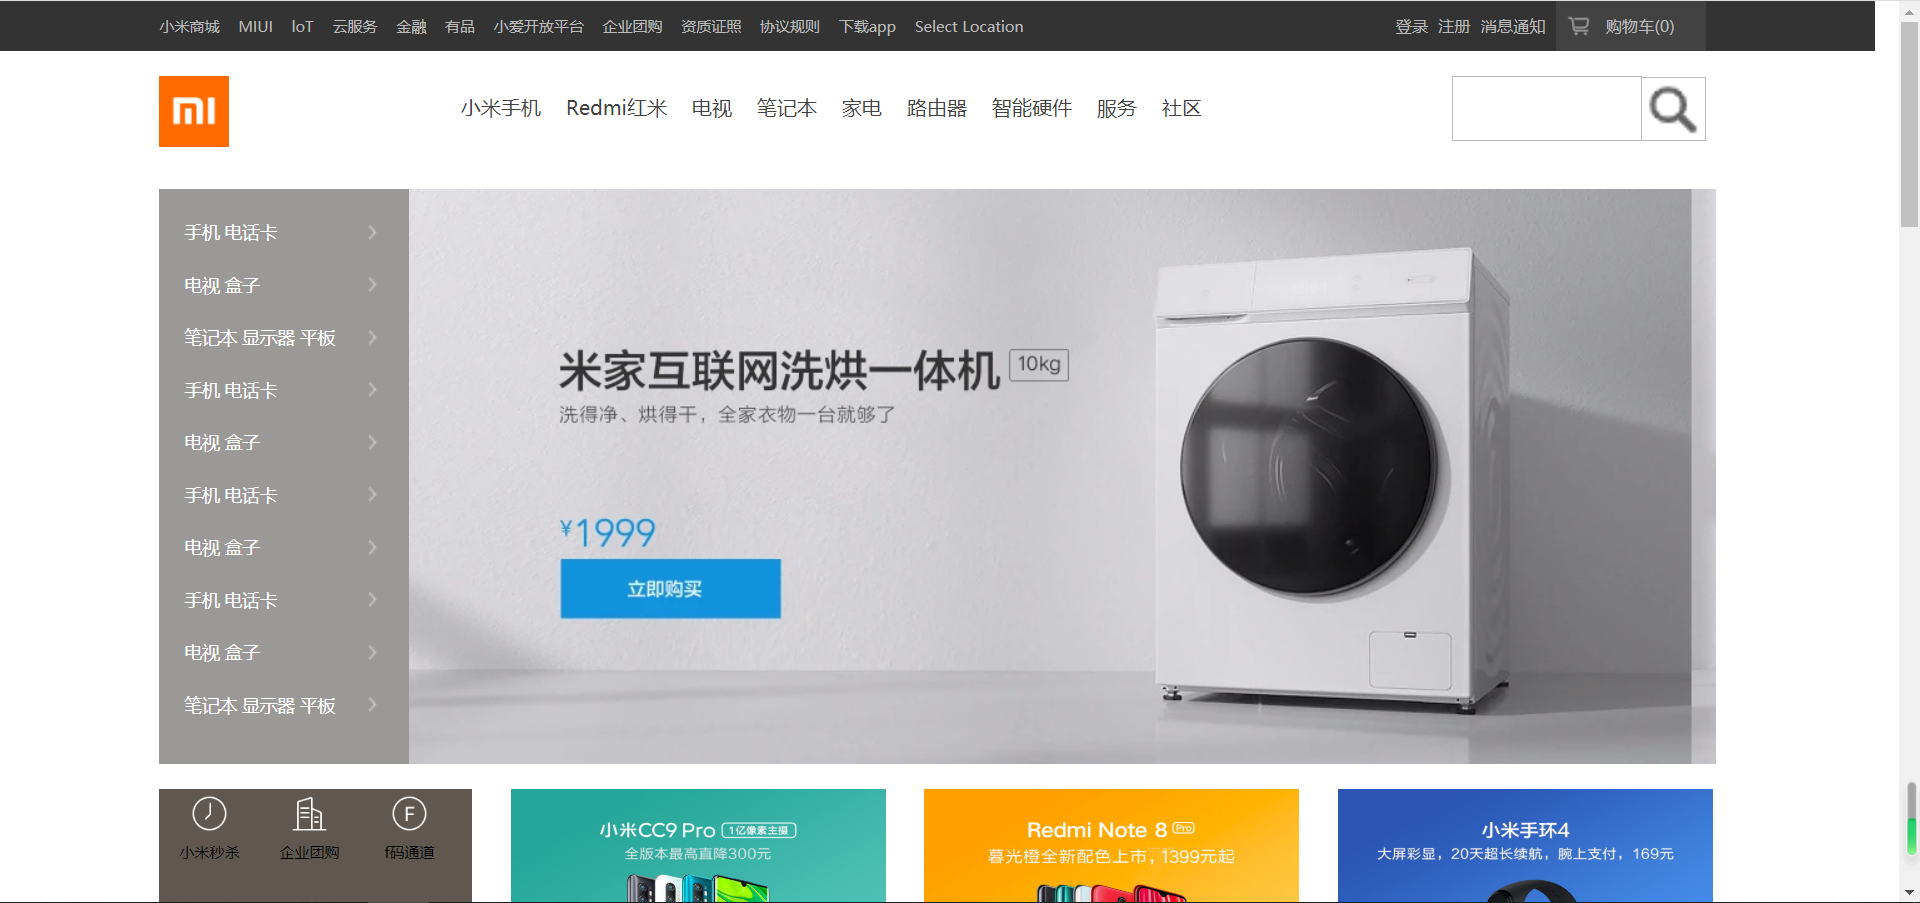 小米商城 MIUI loT 云服务 金融 有品 小爱开放平台 企业团购 资质证照 协议规则 下载app Select Location 登录 注册 消息通知 购物车(0)
小米手机 Redmi红米 电视 笔记本 家电 路由器 智能硬件 服务 社区
手机 电话卡
电视 盒子
笔记本 显示器 平板
手机 电话卡
电视 盒子
手机 电话卡
电视 盒子
手机 电话卡
电视 盒子
笔记本 显示器 平板
米家互联网洗烘一体机 10kg
洗得净、烘得干，全家衣物一台就够了
¥1999
立即购买
F
小米秒杀 企业团购 f码通道
小米CC9 Pro 1亿像素主摄
全版本最高直降300元
Redmi Note 8 Pro
暮光橙全新配色上市，1399元起
小米手环4
大屏彩显，20天超长续航，腕上支付，169元